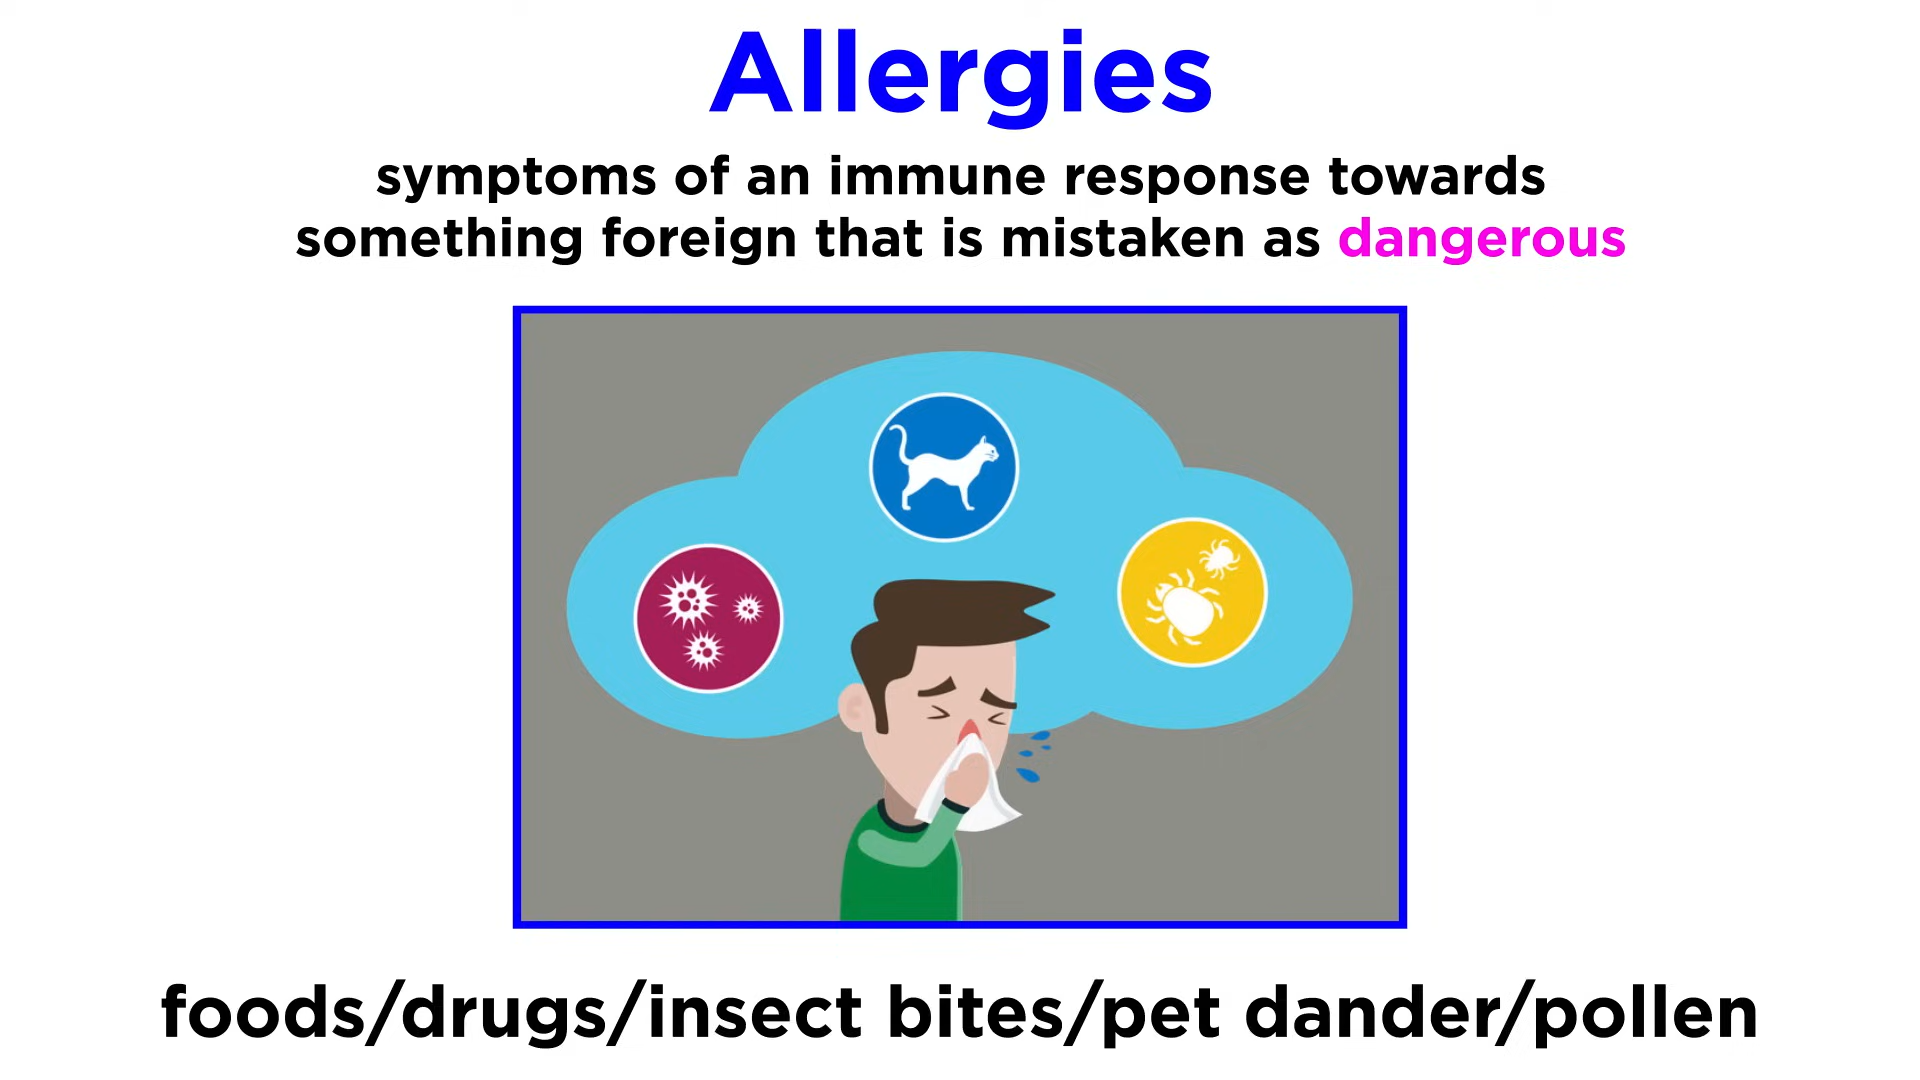 Allergies
symptoms of an immune response towards
something foreign that is mistaken as dangerous
foods/drugs/insect bites/pet dander/pollen